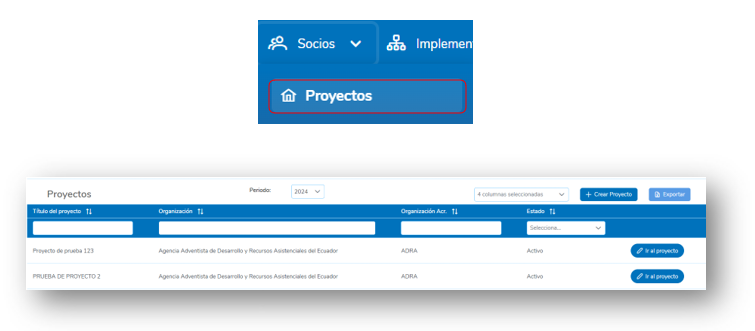 Socios Implemen
Proyectos
Proyectos Periodo: 2024 4 columnas seleccionadas + Crear Proyecto Exportar
Título del proyecto Organización Organización Acr. Estado
Seleccione...
Proyecto de prueba 123 Agencia Adventista de Desarrollo y Recursos Asistenciales del Ecuador ADRA Activo Ir al proyecto
PRUEBA DE PROYECTO 2 Agencia Adventista de Desarrollo y Recursos Asistenciales del Ecuador ADRA Activo Ir al proyecto